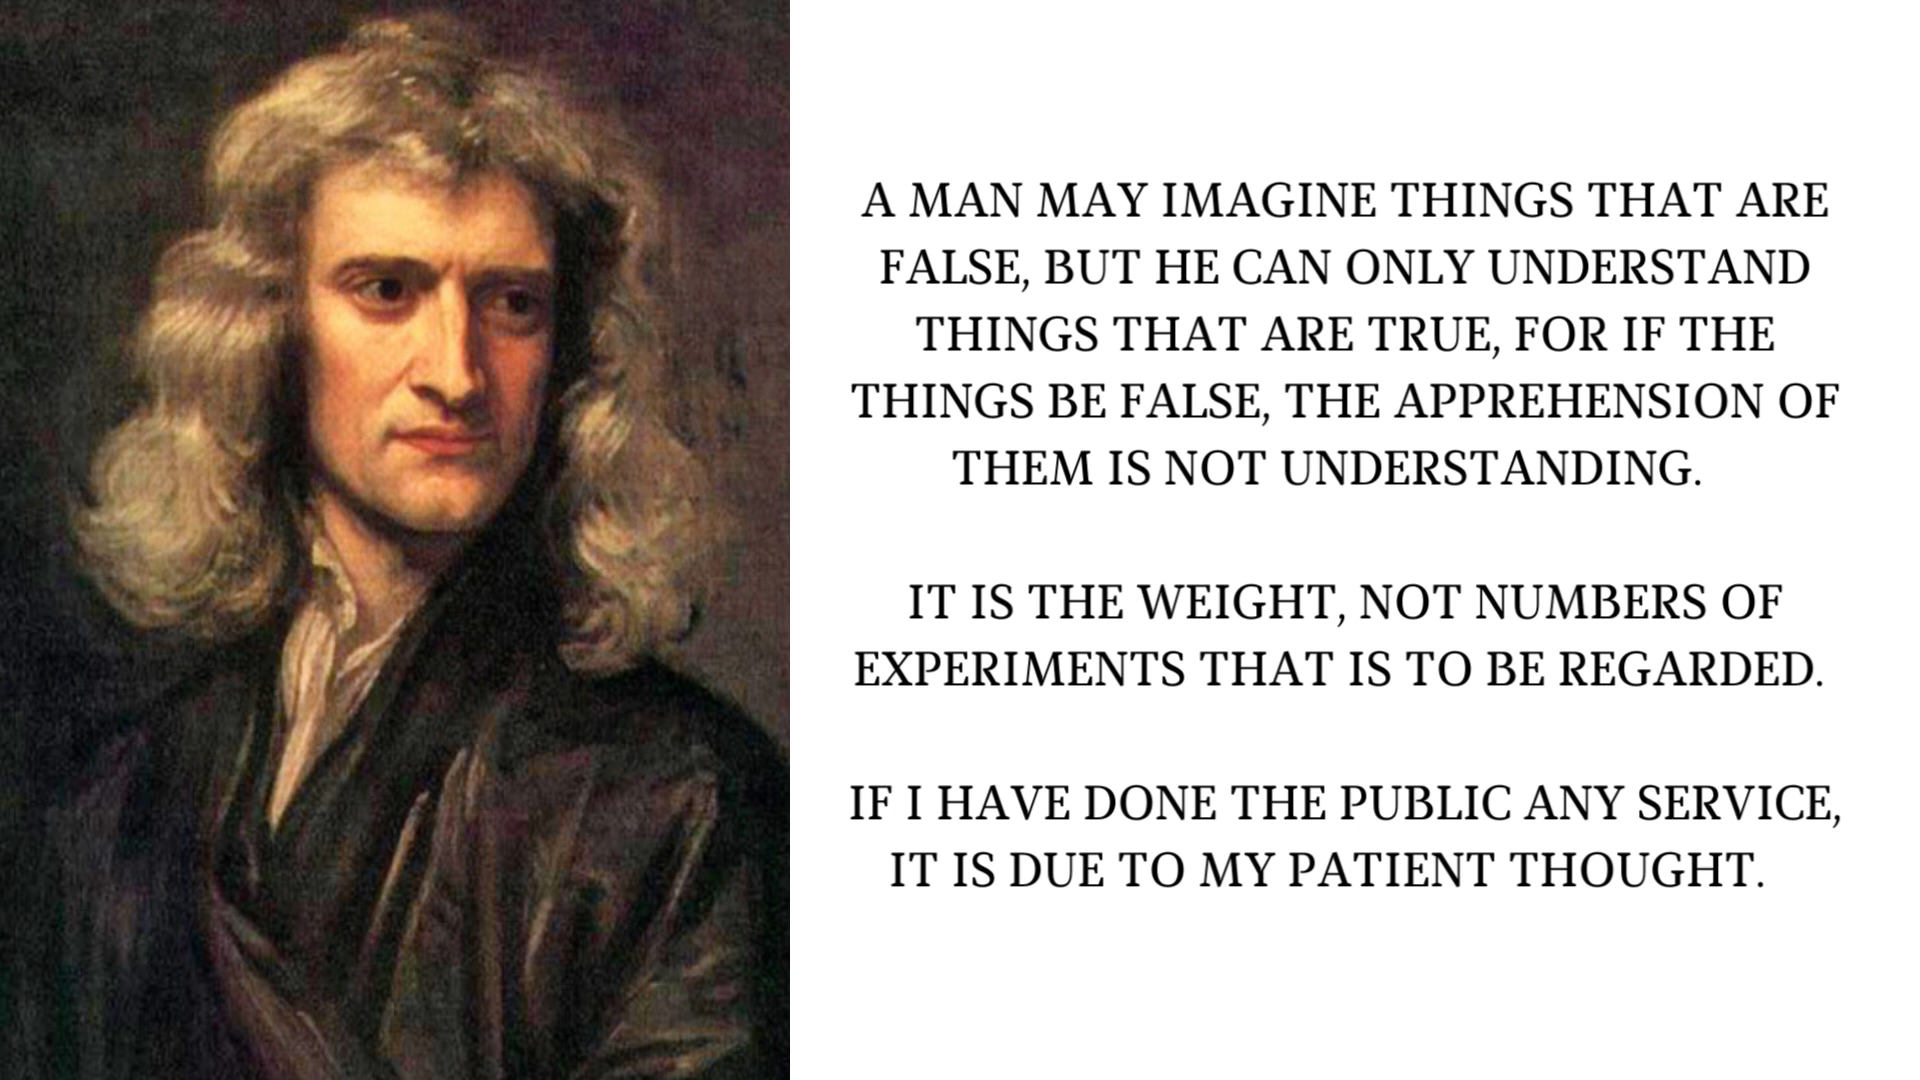 A MAN MAY IMAGINE THINGS THAT ARE
FALSE, BUT HE CAN ONLY UNDERSTAND
THINGS THAT ARE TRUE, FOR IF THE
THINGS BE FALSE, THE APPREHENSION OF
THEM IS NOT UNDERSTANDING.
IT IS THE WEIGHT, NOT NUMBERS OF
EXPERIMENTS THAT IS TO BE REGARDED.
IF I HAVE DONE THE PUBLIC ANY SERVICE,
IT IS DUE TO MY PATIENT THOUGHT.